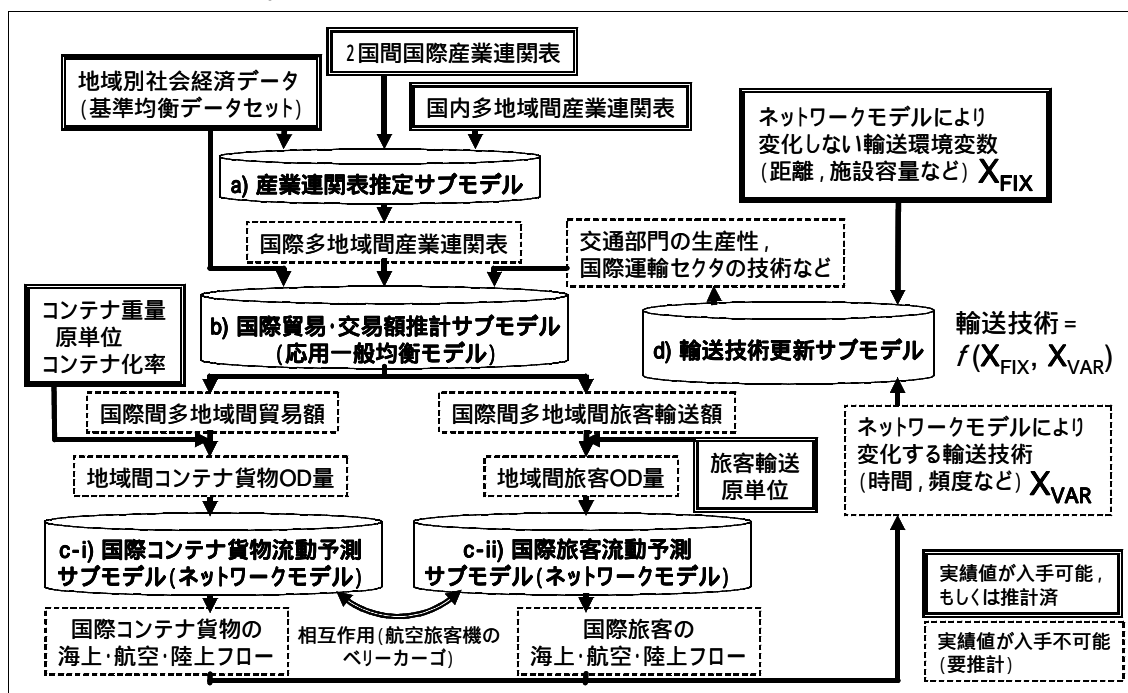 2国間国際産業連関表
地域別社会経済データ
(基準均衡データセット)
国内多地域間産業連関表
ネットワークモデルにより
変化しない輸送環境変数
(距離，施設容量など) XFIX
a) 産業連関表推定サブモデル
国際多地域間産業連関表
交通部門の生産性，
国際運輸セクタの技術など
コンテナ重量
原単位
コンテナ化率
b) 国際貿易・交易額推計サブモデル
(応用一般均衡モデル)
d) 輸送技術更新サブモデル
輸送技術 =
f(XFIX, XVAR)
国際間多地域間貿易額
国際間多地域間旅客輸送額
ネットワークモデルにより
変化する輸送技術
(時間，頻度など) XVAR
地域間コンテナ貨物OD量
地域間旅客OD量
旅客輸送
原単位
c-i) 国際コンテナ貨物流動予測
サブモデル(ネットワークモデル)
c-ii) 国際旅客流動予測
サブモデル(ネットワークモデル)
実績値が入手可能，
もしくは推計済
国際コンテナ貨物の
海上・航空・陸上フロー
相互作用(航空旅客機の
ベリーカーゴ)
国際旅客の
海上・航空・陸上フロー
実績値が入手不可能
(要推計)